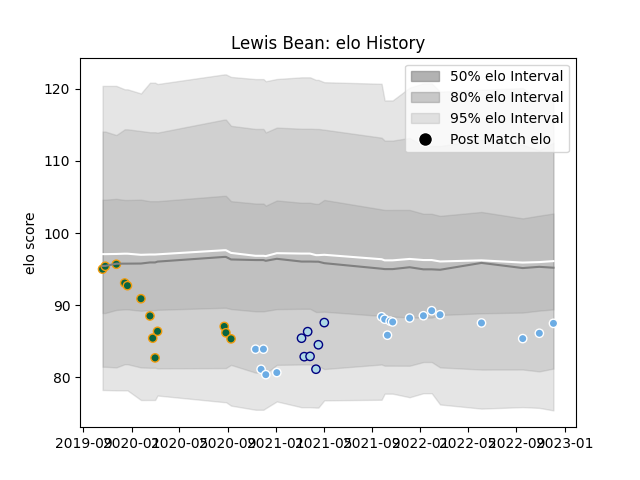 Lewis Bean: elo History
50% elo Interval
80% elo Interval
95% elo Interval
Post Match elo
elo score
120
110
100
90
80
2019-09 2020-01 2020-05 2020-09 2021-01 2021-05 2021-09 2022-01 2022-05 2022-09 2023-01